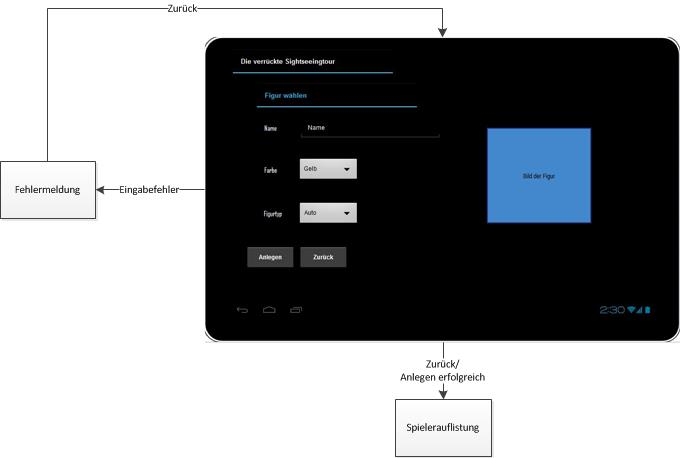 Zurück
Die verrückte Sightseeingtour
Figur wählen
Name Name
Farbe Gelb
Bild der Figur
Figurtyp Auto
Anlegen Zurück
2:30
Fehlermeldung
Eingabefehler
Zurück/
Anlegen erfolgreich
Spielerauflistung